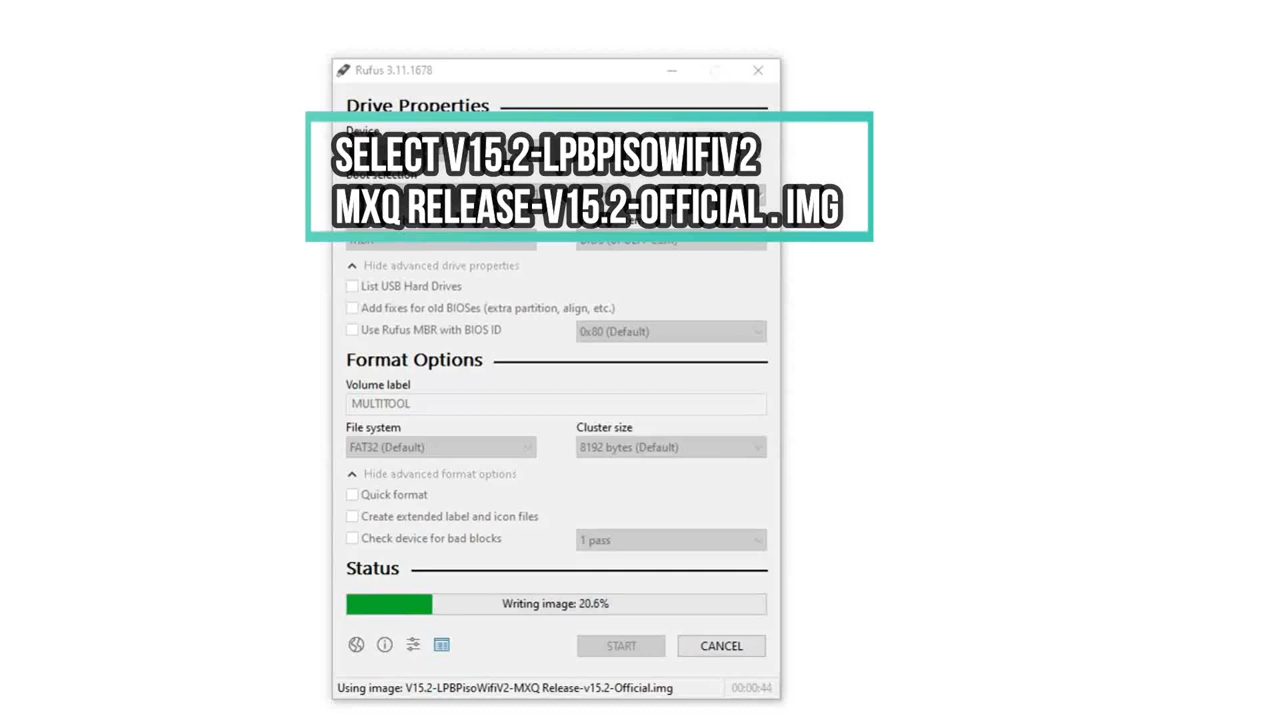 Rufus 3.11.1678
Drive Properties
Device
SELECT V15.2-LPBPISOWIFIV2
Boot selection
MXQ RELEASE-V15.2-OFFICIAL.IMG
Hide advanced drive properties
List USB Hard Drives
Add fixes for old BIOSes (extra partition, align, etc.)
Use Rufus MBR with BIOS ID 0x80 (Default)
Format Options
Volume label
MULTITOOL
File system Cluster size
FAT32 (Default) 8192 bytes (Default)
Hide advanced format options
Quick format
Create extended label and icon files
Check device for bad blocks 1 pass
Status
Writing image: 20.6%
START CANCEL
Using image: V15.2-LPBPisoWifiV2-MXQ Release-v15.2-Official.img 00:00:44